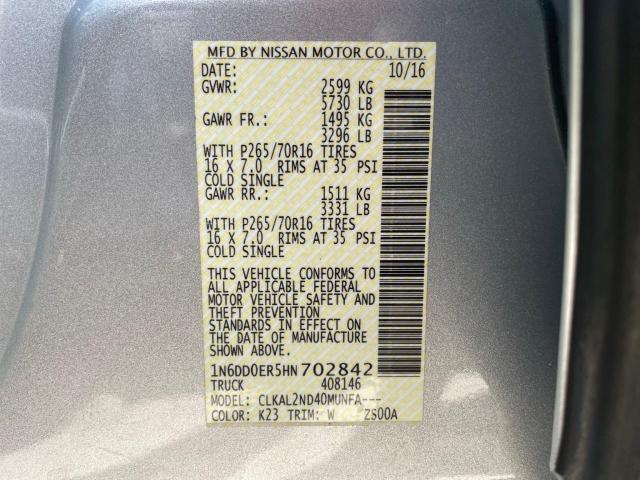 MFD BY NISSAN MOTOR CO., LTD.
DATE: 10/16
GVWR: 2599 KG
5730 LB
GAWR FR.: 1495 KG
3296 LB
WITH P265/70R16 TIRES
16 X 7.0 RIMS AT 35 PSI
COLD SINGLE
GAWR RR.: 1511 KG
3331 LB
WITH P265/70R16 TIRES
16 X 7.0 RIMS AT 35 PSI
COLD SINGLE
THIS VEHICLE CONFORMS TO
ALL APPLICABLE FEDERAL
MOTOR VEHICLE SAFETY AND
THEFT PREVENTION
STANDARDS IN EFFECT ON
THE DATE OF MANUFACTURE
SHOWN ABOVE.
1N6DD0ER5HN702842
TRUCK 408146
MODEL: CLKAL2ND40MUNFA---
COLOR: K23 TRIM: W ZS00A